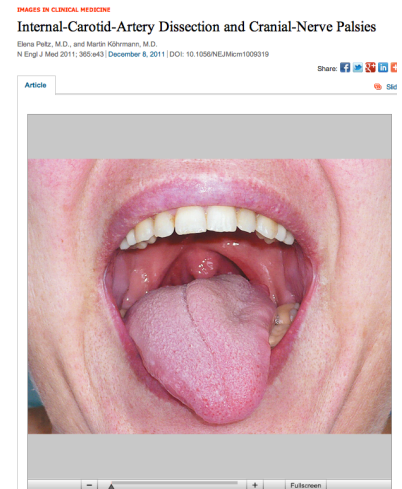 IMAGES IN CLINICAL MEDICINE
Internal-Carotid-Artery Dissection and Cranial-Nerve Palsies
Elena Peltz, M.D., and Martin Köhrmann, M.D.
N Engl J Med 2011; 365:e43 | December 8, 2011 | DOI: 10.1056/NEJMicm1009319
Share:
Article
Slid
Fullscreen